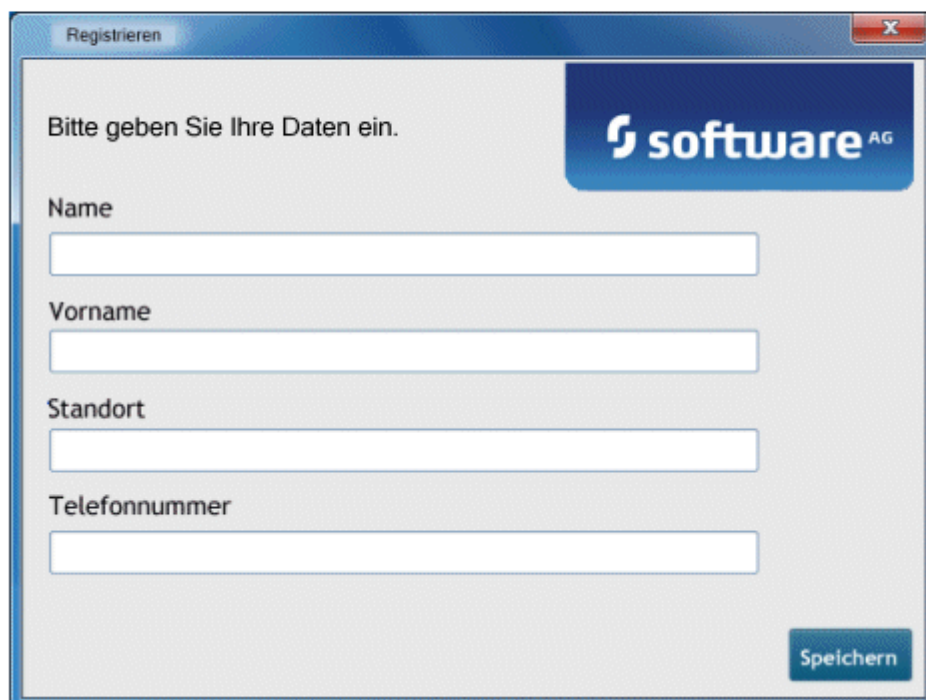 Registrieren
x
Bitte geben Sie Ihre Daten ein.
software AG
Name
Vorname
Standort
Telefonnummer
Speichern